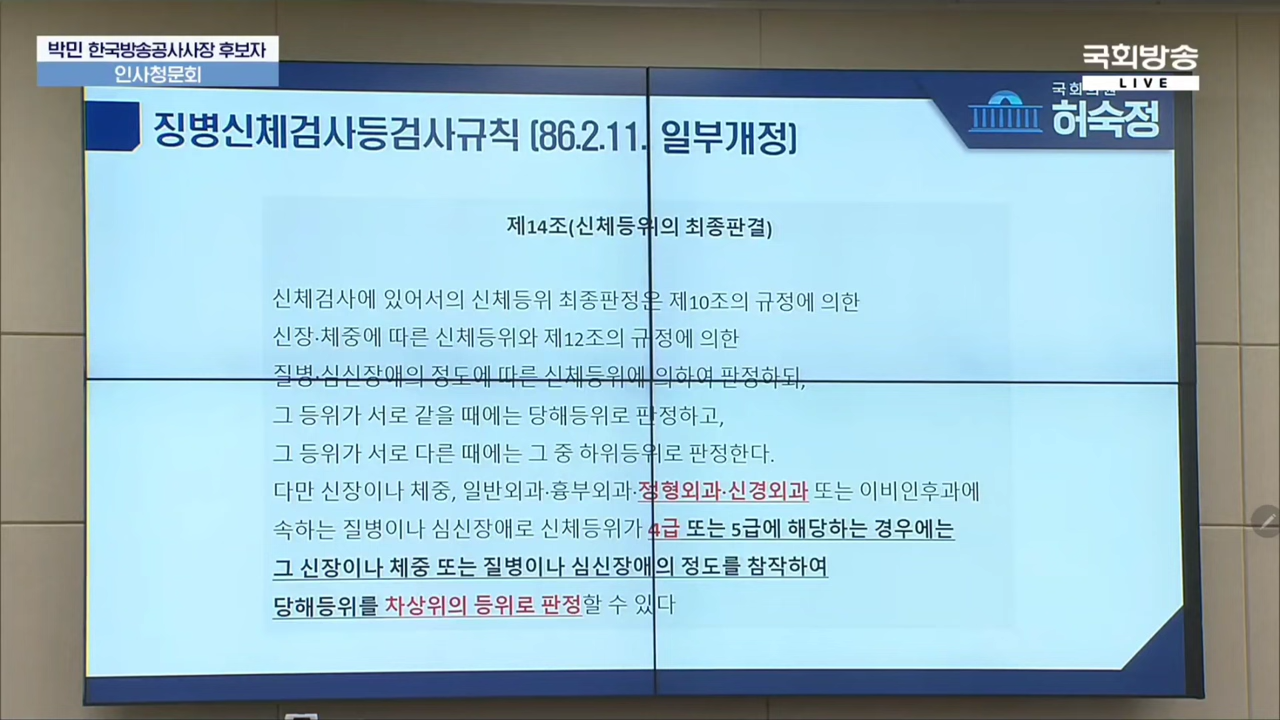 박민 한국방송공사사장 후보자
인사청문회
국회방송
LIVE
국회의원
허숙정
징병신체검사등검사규칙 (86.2.11. 일부개정)
제14조(신체등위의 최종판결)
신체검사에 있어서의 신체등위 최종판정은 제10조의 규정에 의한
신장·체중에 따른 신체등위와 제12조의 규정에 의한
질병·심신장애의 정도에 따른 신체등위에 의하여 판정하되,
그 등위가 서로 같을 때에는 당해등위로 판정하고,
그 등위가 서로 다른 때에는 그 중 하위등위로 판정한다.
다만 신장이나 체중, 일반외과·흉부외과·정형외과·신경외과 또는 이비인후과에
속하는 질병이나 심신장애로 신체등위가 4급 또는 5급에 해당하는 경우에는
그 신장이나 체중 또는 질병이나 심신장애의 정도를 참작하여
당해등위를 차상위의 등위로 판정할 수 있다